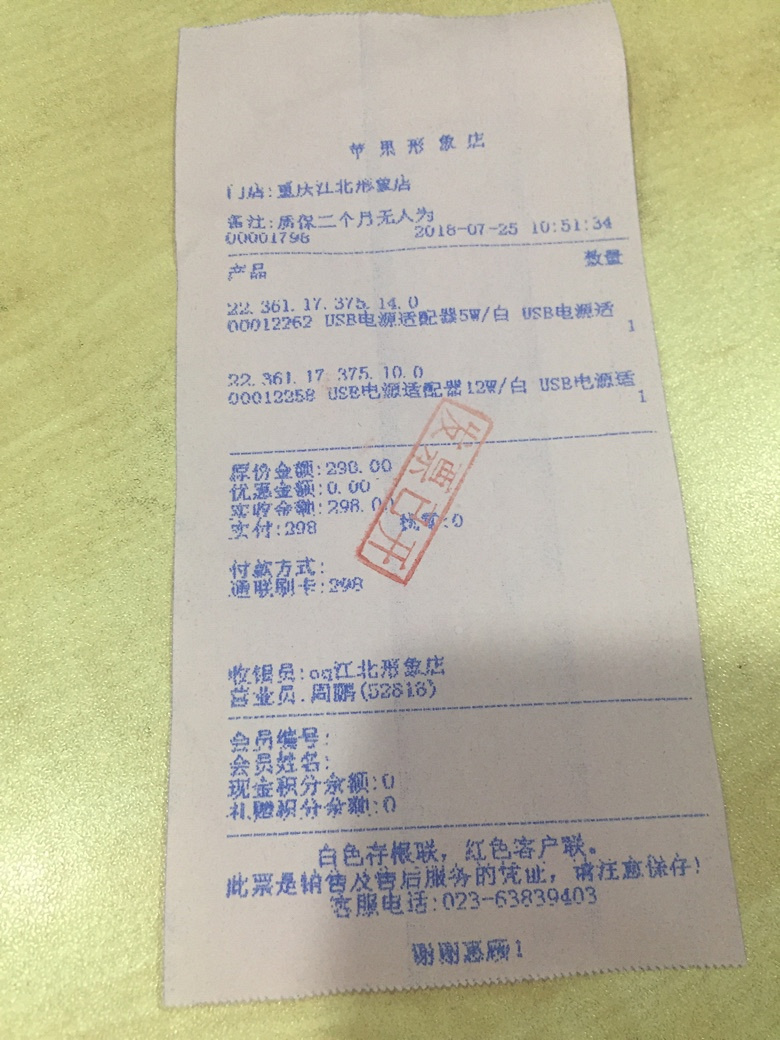 苹果形象店
门店:重庆江北形象店
备注:质保二个月无人为
00001798 2018-07-25 10:51:34
产品 数量
22.361.17.375.14.0
00012262 USB电源适配器5W/白 USB电源适
1
22.361.17.375.10.0
00012258 USB电源适配器12W/白 USB电源适
1
原价金额:298.00
优惠金额:0.00
实收金额:298.00
实付:298 找零:0
付款方式:
通联刷卡:298
发票已开
收银员:qq江北形象店
营业员.周鹏(52818)
会员编号:
会员姓名:
现金积分余额:0
礼赠积分余额:0
白色存根联，红色客户联。
此票是销售及售后服务的凭证，请注意保存!
客服电话:023-63839403
谢谢惠顾!